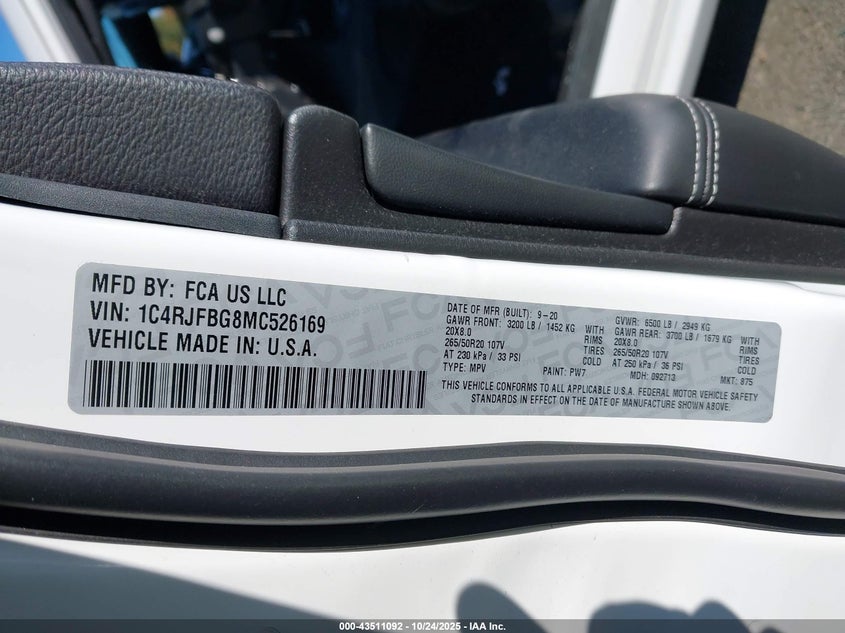 MFD BY: FCA US LLC
VIN: 1C4RJFBG8MC526169
VEHICLE MADE IN: U.S.A.
DATE OF MFR (BUILT): 9-20 GVWR: 6500 LB / 2949 KG
GAWR FRONT: 3200 LB / 1452 KG WITH GAWR REAR: 3700 LB / 1679 KG WITH
20X8.0 RIMS 20X8.0 RIMS
265/50R20 107V TIRES 265/50R20 107V TIRES
AT 230 kPa / 33 PSI COLD AT 250 kPa / 36 PSI COLD
TYPE: MPV PAINT: PW7 MDH: 092713 MKT: 875
THIS VEHICLE CONFORMS TO ALL APPLICABLE U.S.A. FEDERAL MOTOR VEHICLE SAFETY
STANDARDS IN EFFECT ON THE DATE OF MANUFACTURE SHOWN ABOVE.
000-43511092 - 10/24/2025 - IAA Inc.